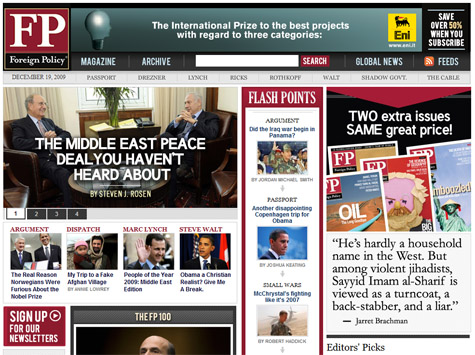 FP
Foreign Policy
The International Prize to the best projects
with regard to three categories:
Eni
www.eni.it
SAVE
OVER
50%
WHEN YOU
SUBSCRIBE
MAGAZINE
ARCHIVE
SEARCH
GLOBAL NEWS
FEEDS
DECEMBER 19, 2009
PASSPORT
DREZNER
LYNCH
RICKS
ROTHKOPF
WALT
SHADOW GOVT.
THE CABLE
THE MIDDLE EAST PEACE
DEAL YOU HAVEN'T
HEARD ABOUT
BY STEVEN J. ROSEN
1 2 3 4
ARGUMENT
The Real Reason
Norwegians Were
Furious About the
Nobel Prize
DISPATCH
My Trip to a Fake
Afghan Village
BY ANNIE LOWREY
MARC LYNCH
People of the Year
2009: Middle East
Edition
STEVE WALT
Obama a Christian
Realist? Give Me
A Break.
SIGN UP
FOR OUR
NEWSLETTERS
THE FP 100
FLASH POINTS
ARGUMENT
Did the Iraq war begin in
Panama?
BY JORDAN MICHAEL SMITH
PASSPORT
Another disappointing
Copenhagen trip for
Obama
BY JOSHUA KEATING
SMALL WARS
McChrystal's fighting
like it's 2007
BY ROBERT HADDICK
TWO extra issues
SAME great price!
FP
FP
OIL
imboozled
“He’s hardly a household
name in the West. But
among violent jihadists,
Sayyid Imam al-Sharif is
viewed as a turncoat, a
back-stabber, and a liar.”
— Jarret Brachman
Editors' Picks